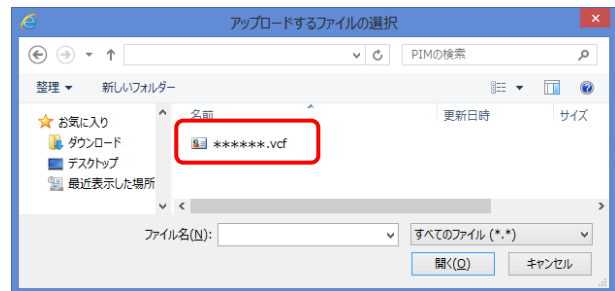 アップロードするファイルの選択
PIMの検索
整理 新しいフォルダー
名前 更新日時 サイズ
お気に入り
ダウンロード
デスクトップ
最近表示した場所
******.vcf
ファイル名(N): すべてのファイル (*.*)
開く(O) キャンセル